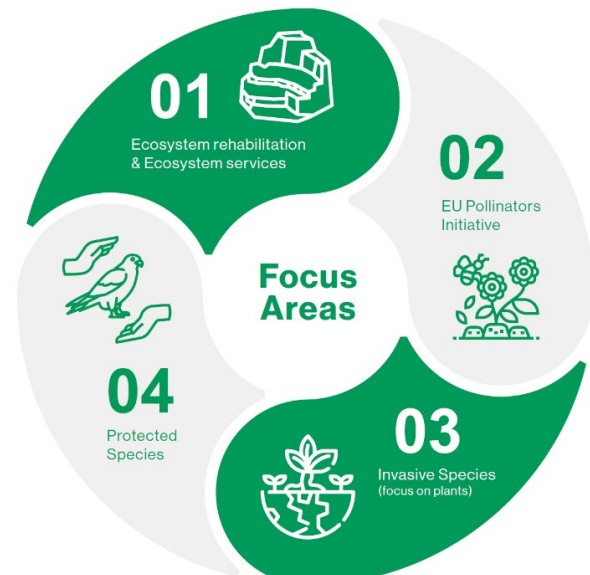 01
Ecosystem rehabilitation
& Ecosystem services
02
EU Pollinators
Initiative
Focus
Areas
03
Invasive Species
(focus on plants)
04
Protected
Species